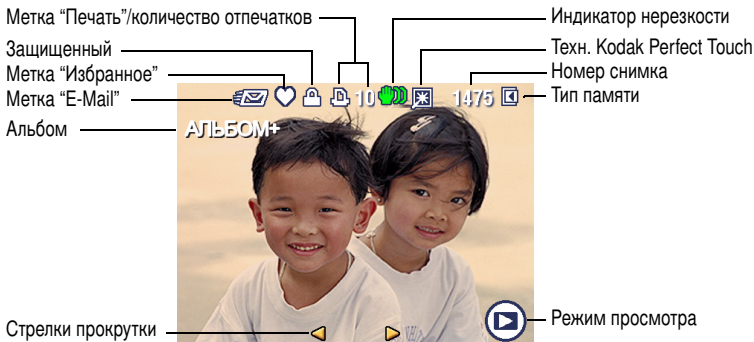 Метка “Печать”/количество отпечатков
Защищенный
Метка “Избранное”
Метка “E-Mail”
Альбом
Индикатор нерезкости
Техн. Kodak Perfect Touch
Номер снимка
Тип памяти
10
1475
АЛЬБОМ+
Стрелки прокрутки
Режим просмотра